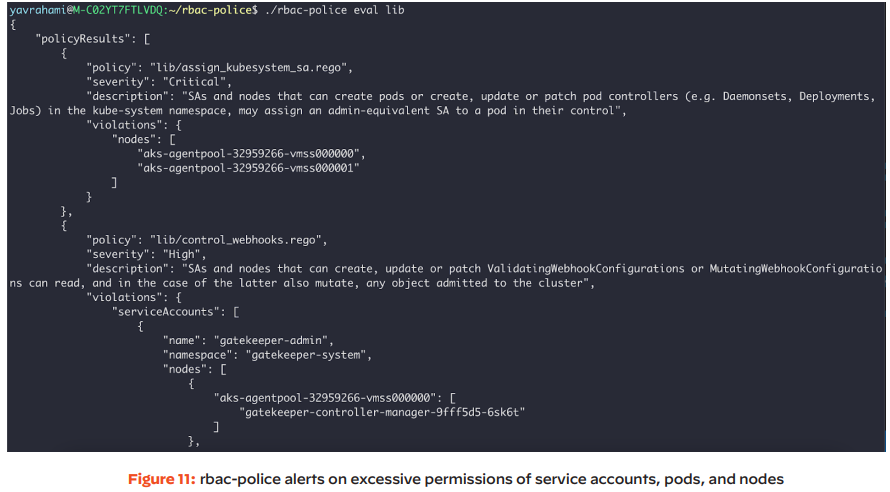 yavrahami@M-C02YT7FTLVDQ:~/rbac-police$ ./rbac-police eval lib
{
    "policyResults": [
        {
            "policy": "lib/assign_kubesystem_sa.rego",
            "severity": "Critical",
            "description": "SAs and nodes that can create pods or create, update or patch pod controllers (e.g. Daemonsets, Deployments,
Jobs) in the kube-system namespace, may assign an admin-equivalent SA to a pod in their control",
            "violations": {
                "nodes": [
                    "aks-agentpool-32959266-vmss000000",
                    "aks-agentpool-32959266-vmss000001"
                ]
            }
        },
        {
            "policy": "lib/control_webhooks.rego",
            "severity": "High",
            "description": "SAs and nodes that can create, update or patch ValidatingWebhookConfigurations or MutatingWebhookConfiguratio
ns can read, and in the case of the latter also mutate, any object admitted to the cluster",
            "violations": {
                "serviceAccounts": [
                    {
                        "name": "gatekeeper-admin",
                        "namespace": "gatekeeper-system",
                        "nodes": [
                            {
                                "aks-agentpool-32959266-vmss000000": [
                                    "gatekeeper-controller-manager-9fff5d5-6sk6t"
                                ]
                            },
Figure 11: rbac-police alerts on excessive permissions of service accounts, pods, and nodes